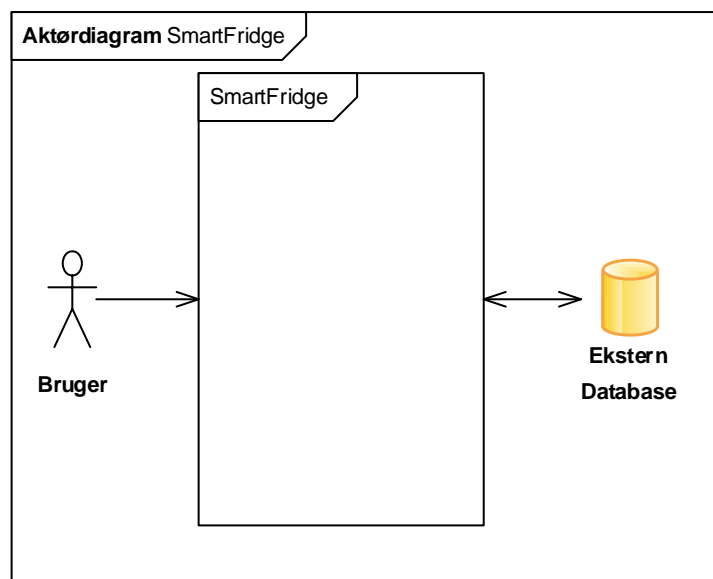 Aktørdiagram SmartFridge
SmartFridge
Bruger
Ekstern
Database